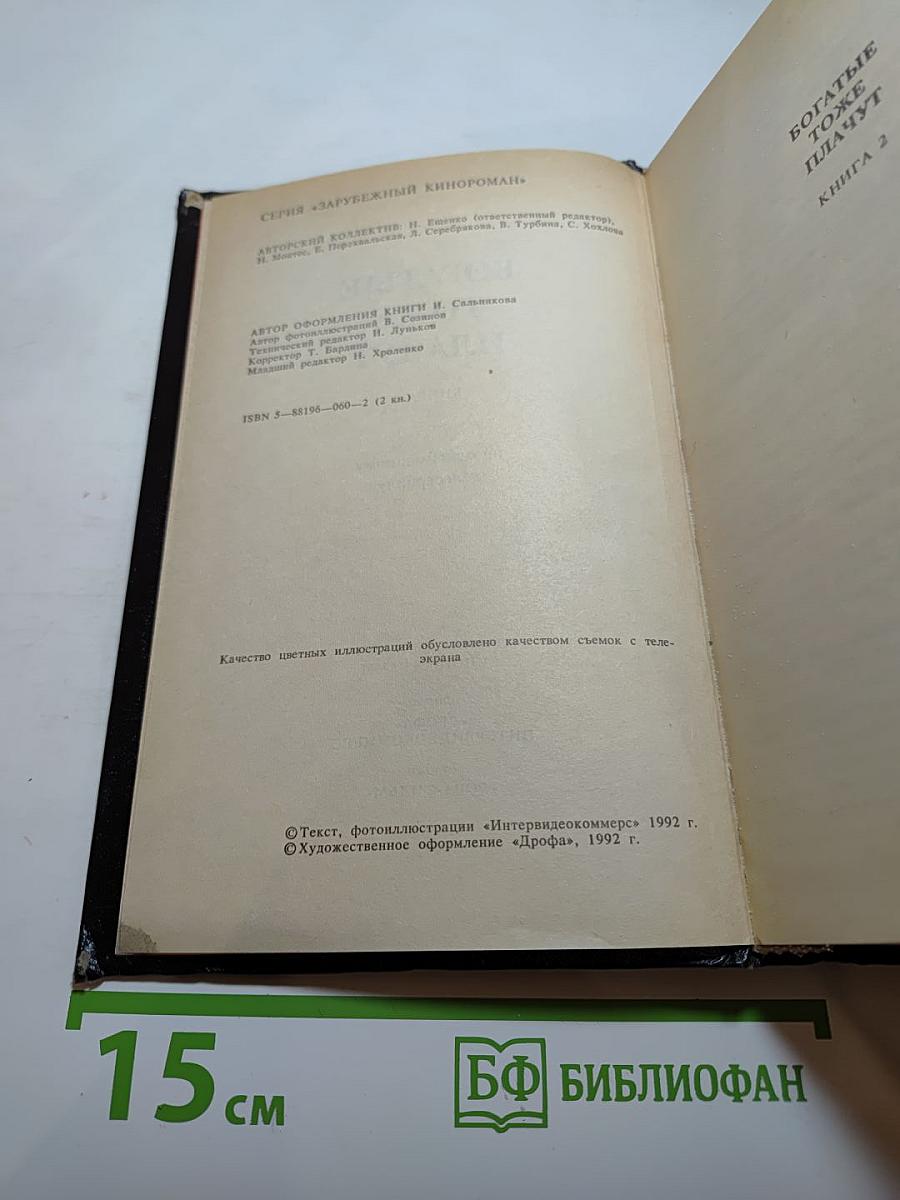 СЕРИЯ «ЗАРУБЕЖНЫЙ КИНОРОМАН»
АВТОРСКИЙ КОЛЛЕКТИВ: Н. Ещенко (ответственный редактор),
Н. Монтес, Е. Перехвальская, Л. Серебрякова, В. Турбина, С. Хохлова
АВТОР ОФОРМЛЕНИЯ КНИГИ И. Сальникова
Автор фотоиллюстраций В. Созинов
Технический редактор И. Луньков
Корректор Т. Бардина
Младший редактор Н. Хроленко
ISBN 5—88196—060—2 (2 кн.)
Качество цветных иллюстраций обусловлено качеством съемок с теле-
экрана
© Текст, фотоиллюстрации «Интервидеокоммерс» 1992 г.
© Художественное оформление «Дрофа», 1992 г.
БОГАТЫЕ
ТОЖЕ
ПЛАЧУТ
КНИГА 2
15 см
БФ БИБЛИОФАН